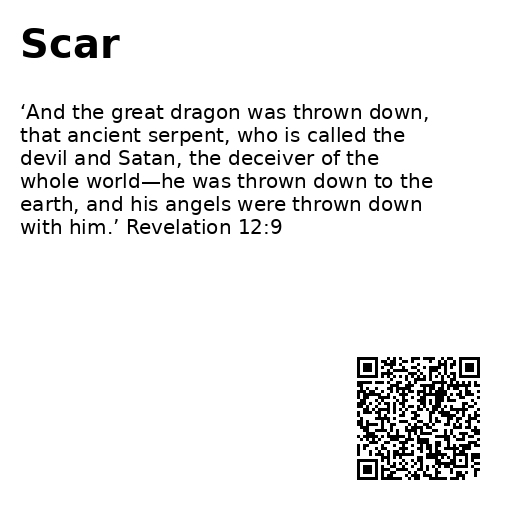 Scar
‘And the great dragon was thrown down,
that ancient serpent, who is called the
devil and Satan, the deceiver of the
whole world—he was thrown down to the
earth, and his angels were thrown down
with him.’ Revelation 12:9